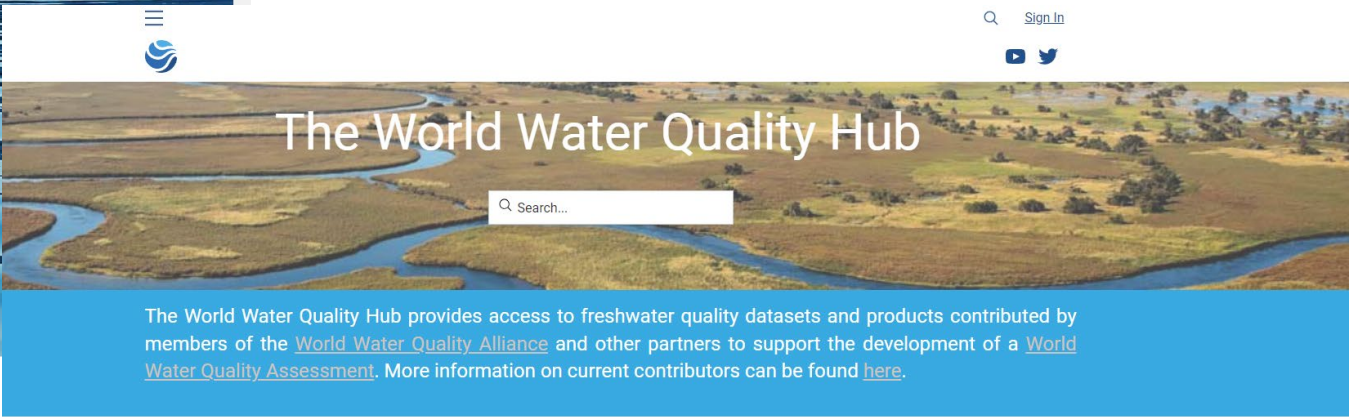 Sign In
The World Water Quality Hub
Search...
The World Water Quality Hub provides access to freshwater quality datasets and products contributed by
members of the World Water Quality Alliance and other partners to support the development of a World
Water Quality Assessment. More information on current contributors can be found here.